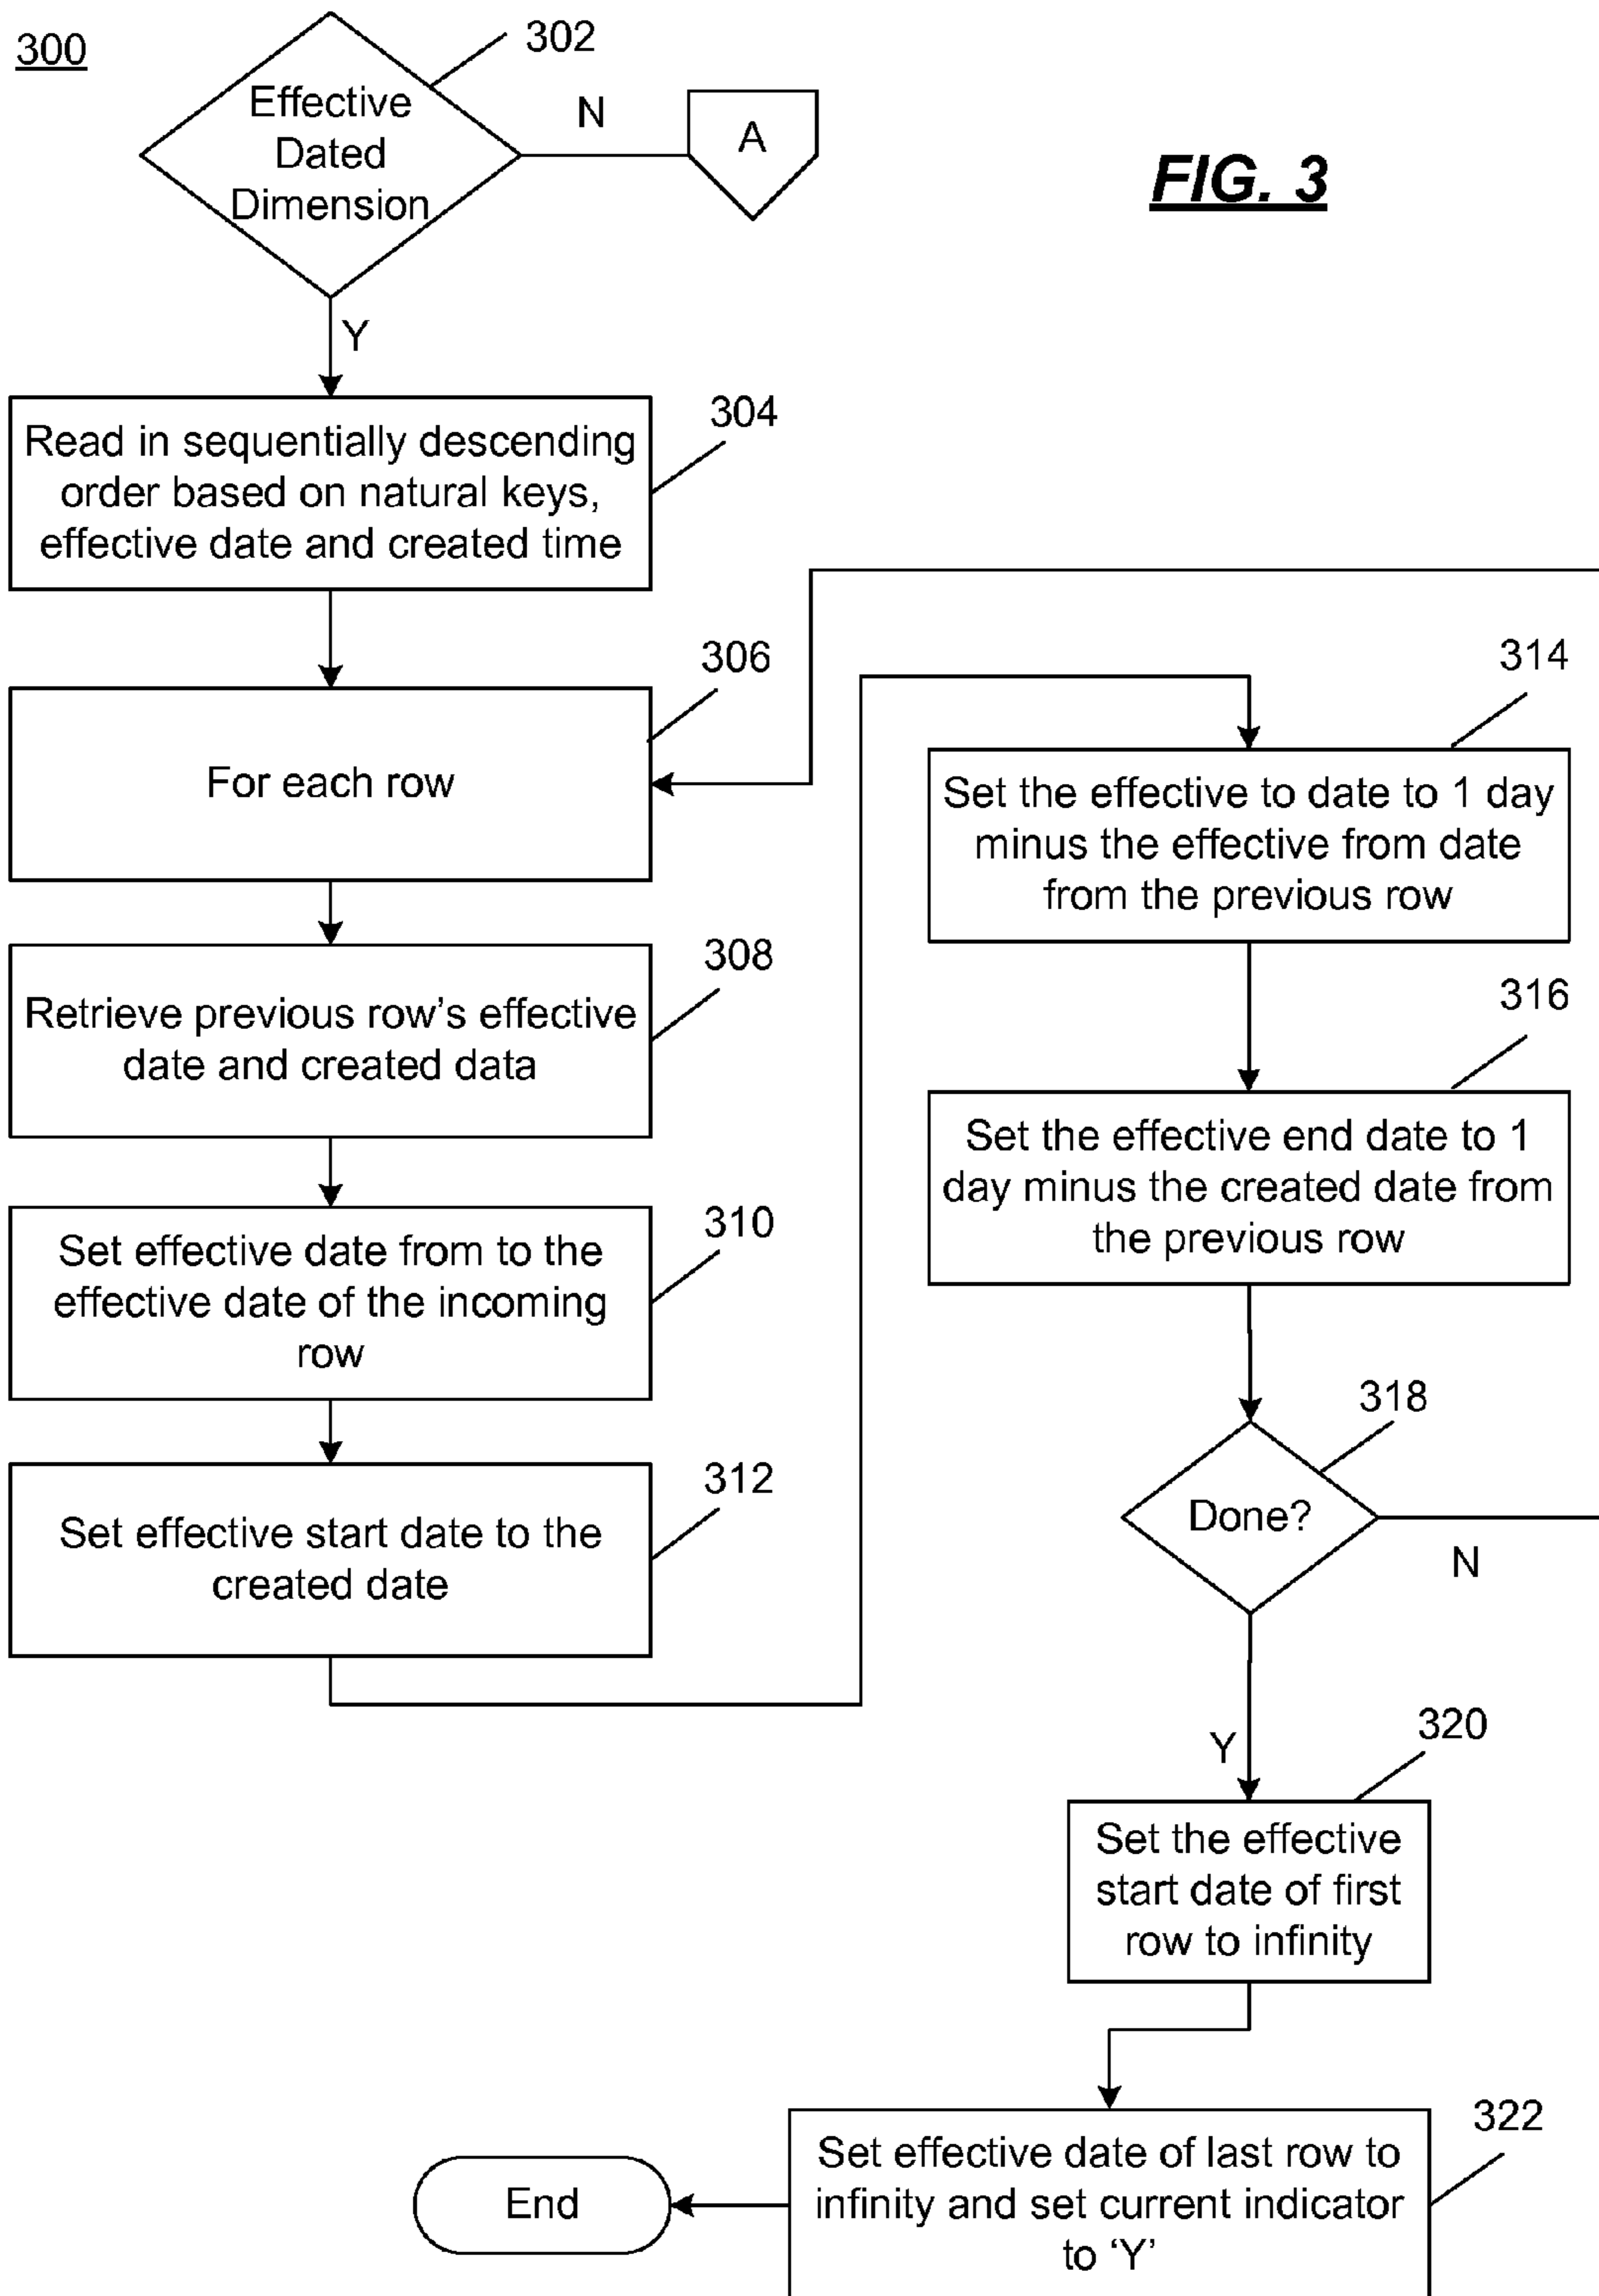 300
302
Effective
Dated
Dimension
N
A
FIG. 3
Y
304
Read in sequentially descending
order based on natural keys,
effective date and created time
306
For each row
308
Retrieve previous row's effective
date and created data
310
Set effective date from to the
effective date of the incoming
row
312
Set effective start date to the
created date
314
Set the effective to date to 1 day
minus the effective from date
from the previous row
316
Set the effective end date to 1
day minus the created date from
the previous row
318
Done?
N
Y
320
Set the effective
start date of first
row to infinity
322
Set effective date of last row to
infinity and set current indicator
to ‘Y’
End